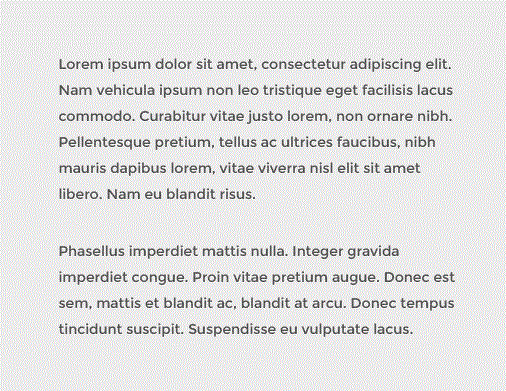 Lorem ipsum dolor sit amet, consectetur adipiscing elit.
Nam vehicula ipsum non leo tristique eget facilisis lacus
commodo. Curabitur vitae justo lorem, non ornare nibh.
Pellentesque pretium, tellus ac ultrices faucibus, nibh
mauris dapibus lorem, vitae viverra nisl elit sit amet
libero. Nam eu blandit risus.

Phasellus imperdiet mattis nulla. Integer gravida
imperdiet congue. Proin vitae pretium augue. Donec est
sem, mattis et blandit ac, blandit at arcu. Donec tempus
tincidunt suscipit. Suspendisse eu vulputate lacus.